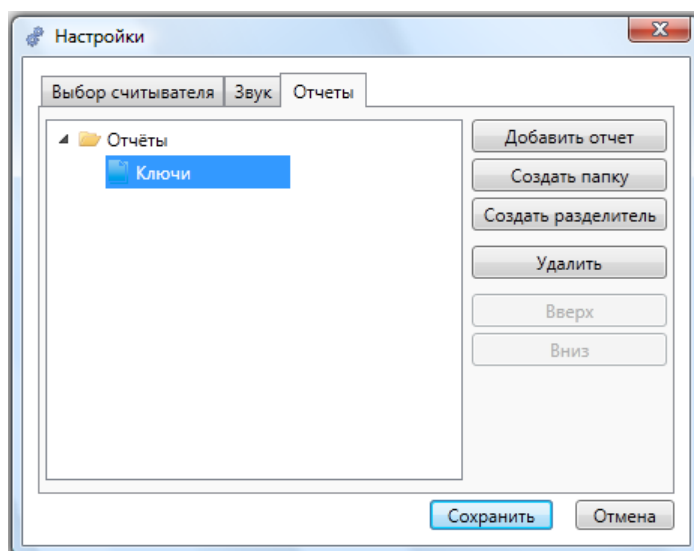 Настройки
Выбор считывателя Звук Отчеты
Отчёты
Ключи
Добавить отчет
Создать папку
Создать разделитель
Удалить
Вверх
Вниз
Сохранить Отмена